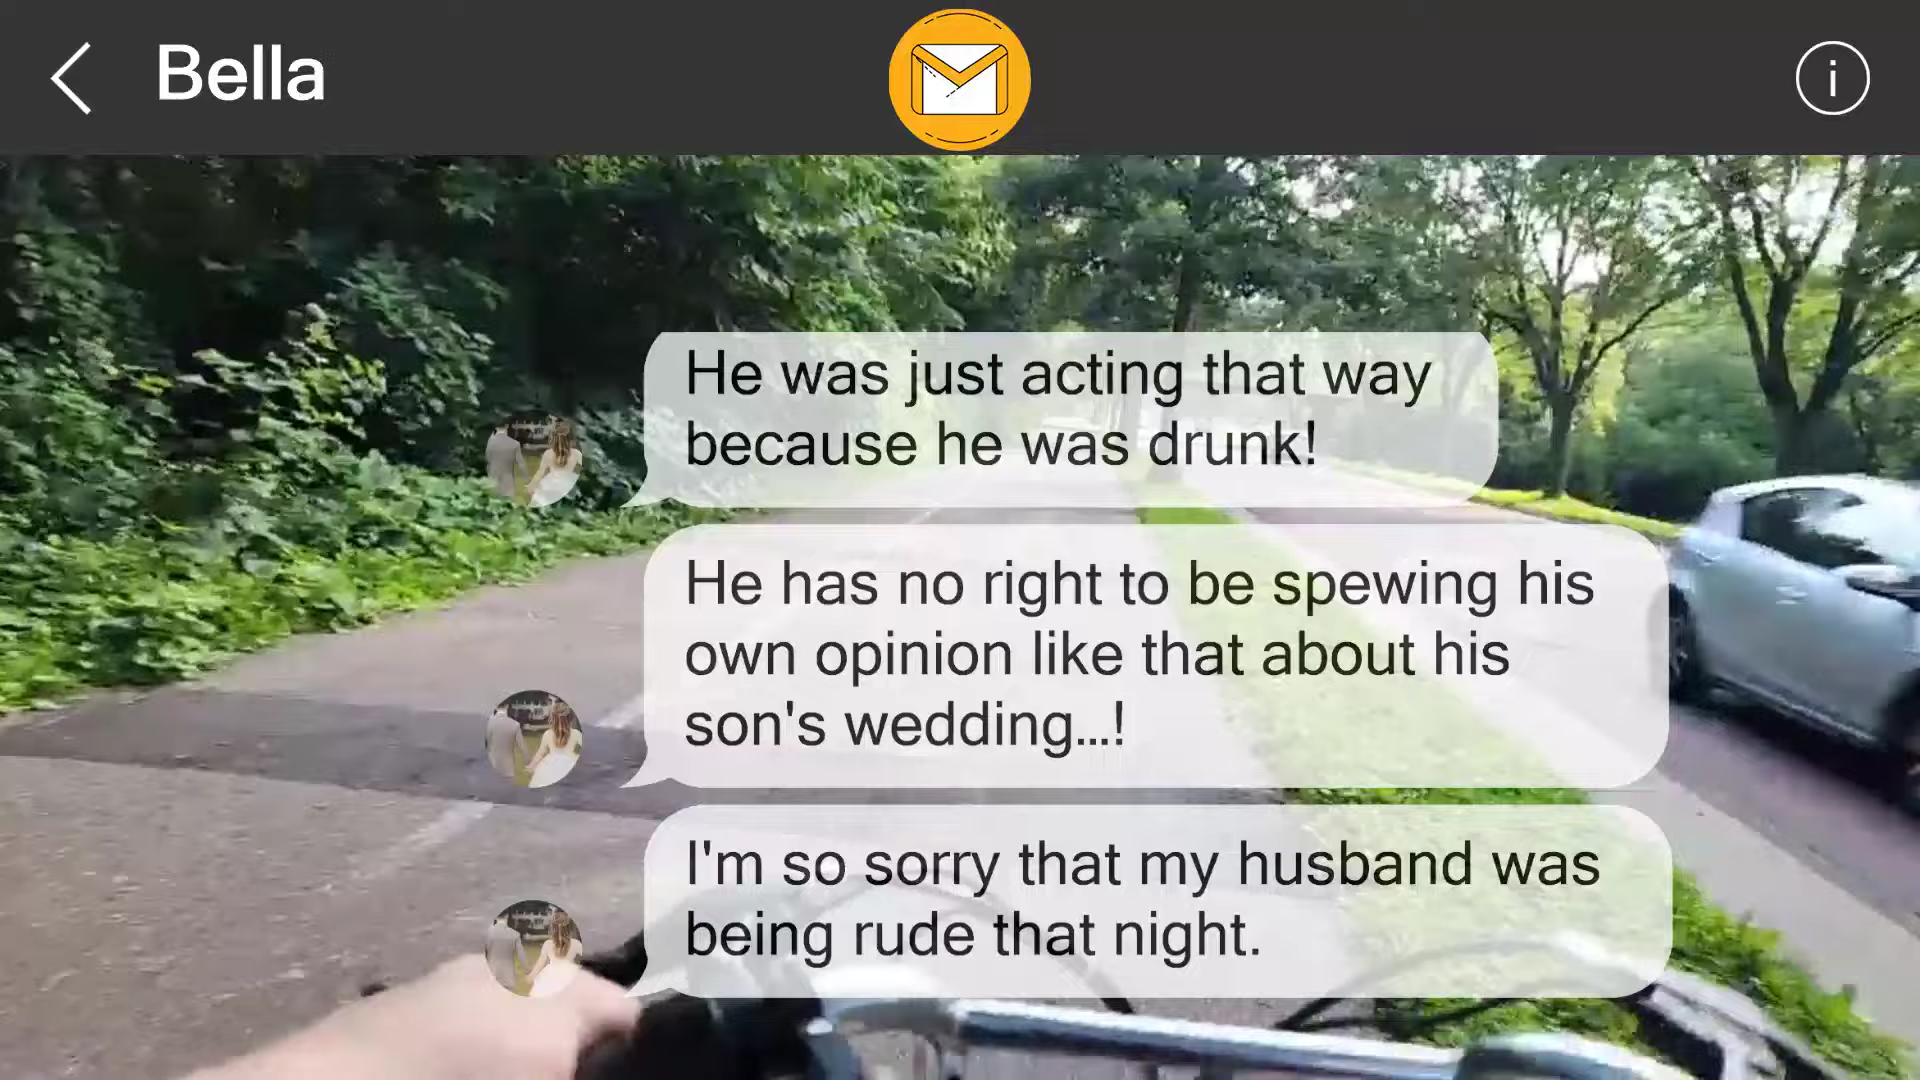 Bella
i
He was just acting that way
because he was drunk!
He has no right to be spewing his
own opinion like that about his
son's wedding...!
I'm so sorry that my husband was
being rude that night.